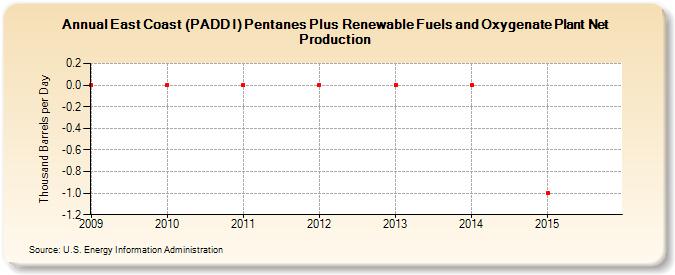 Annual East Coast (PADD I) Pentanes Plus Renewable Fuels and Oxygenate Plant Net
Production
Thousand Barrels per Day
0.2
0.0
-0.2
-0.4
-0.6
-0.8
-1.0
-1.2
2009 2010 2011 2012 2013 2014 2015
Source: U.S. Energy Information Administration